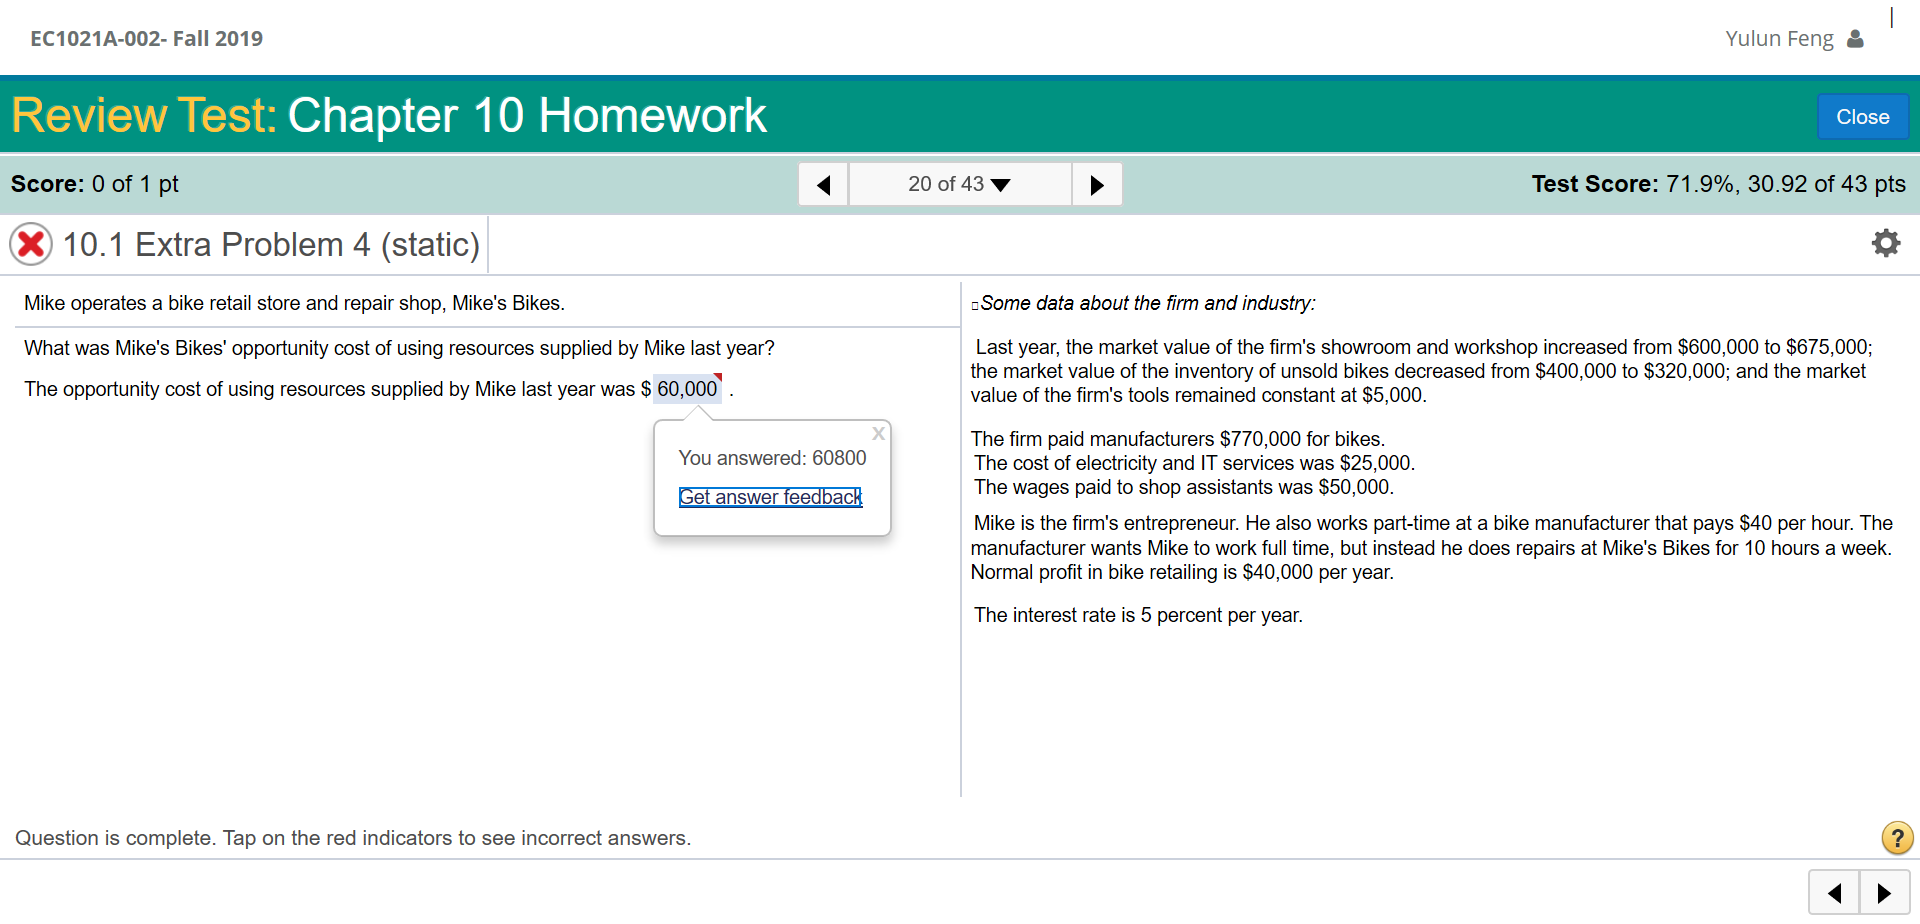 EC1021A-002- Fall 2019
Yulun Feng
Review Test: Chapter 10 Homework
Close
Score: 0 of 1 pt
20 of 43
Test Score: 71.9%, 30.92 of 43 pts
10.1 Extra Problem 4 (static)
Mike operates a bike retail store and repair shop, Mike's Bikes.
What was Mike's Bikes' opportunity cost of using resources supplied by Mike last year?
The opportunity cost of using resources supplied by Mike last year was $ 60,000 .
x
You answered: 60800
Get answer feedback
Some data about the firm and industry:
Last year, the market value of the firm's showroom and workshop increased from $600,000 to $675,000;
the market value of the inventory of unsold bikes decreased from $400,000 to $320,000; and the market
value of the firm's tools remained constant at $5,000.
The firm paid manufacturers $770,000 for bikes.
The cost of electricity and IT services was $25,000.
The wages paid to shop assistants was $50,000.
Mike is the firm's entrepreneur. He also works part-time at a bike manufacturer that pays $40 per hour. The
manufacturer wants Mike to work full time, but instead he does repairs at Mike's Bikes for 10 hours a week.
Normal profit in bike retailing is $40,000 per year.
The interest rate is 5 percent per year.
Question is complete. Tap on the red indicators to see incorrect answers.
?